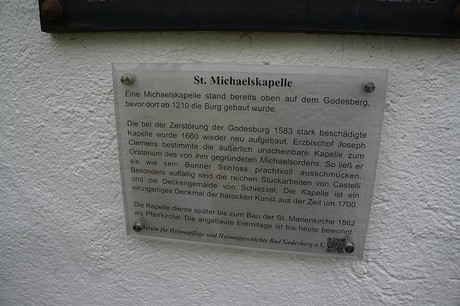 St. Michaelskapelle
Eine Michaelskapelle stand bereits oben auf dem Godesberg,
bevor dort ab 1210 die Burg gebaut wurde.
Die bei der Zerstörung der Godesburg 1583 stark beschädigte
Kapelle wurde 1660 wieder neu aufgebaut. Erzbischof Joseph
Clemens bestimmte die äußerlich unscheinbare Kapelle zum
Oratorium des von ihm gegründeten Michaelsordens. So ließ er
sie wie sein Bonner Schloss prachtvoll ausschmücken.
Besonders auffällig sind die reichen Stuckarbeiten von Castelli
und die Deckengemälde von Schiessel. Die Kapelle ist ein
einzigartiges Denkmal der barocken Kunst aus der Zeit um 1700.
Die Kapelle diente später bis zum Bau der St. Marienkirche 1862
als Pfarrkirche. Die angebaute Eremitage ist bis heute bewohnt.
Verein für Heimatpflege und Heimatgeschichte Bad Godesberg e.V.